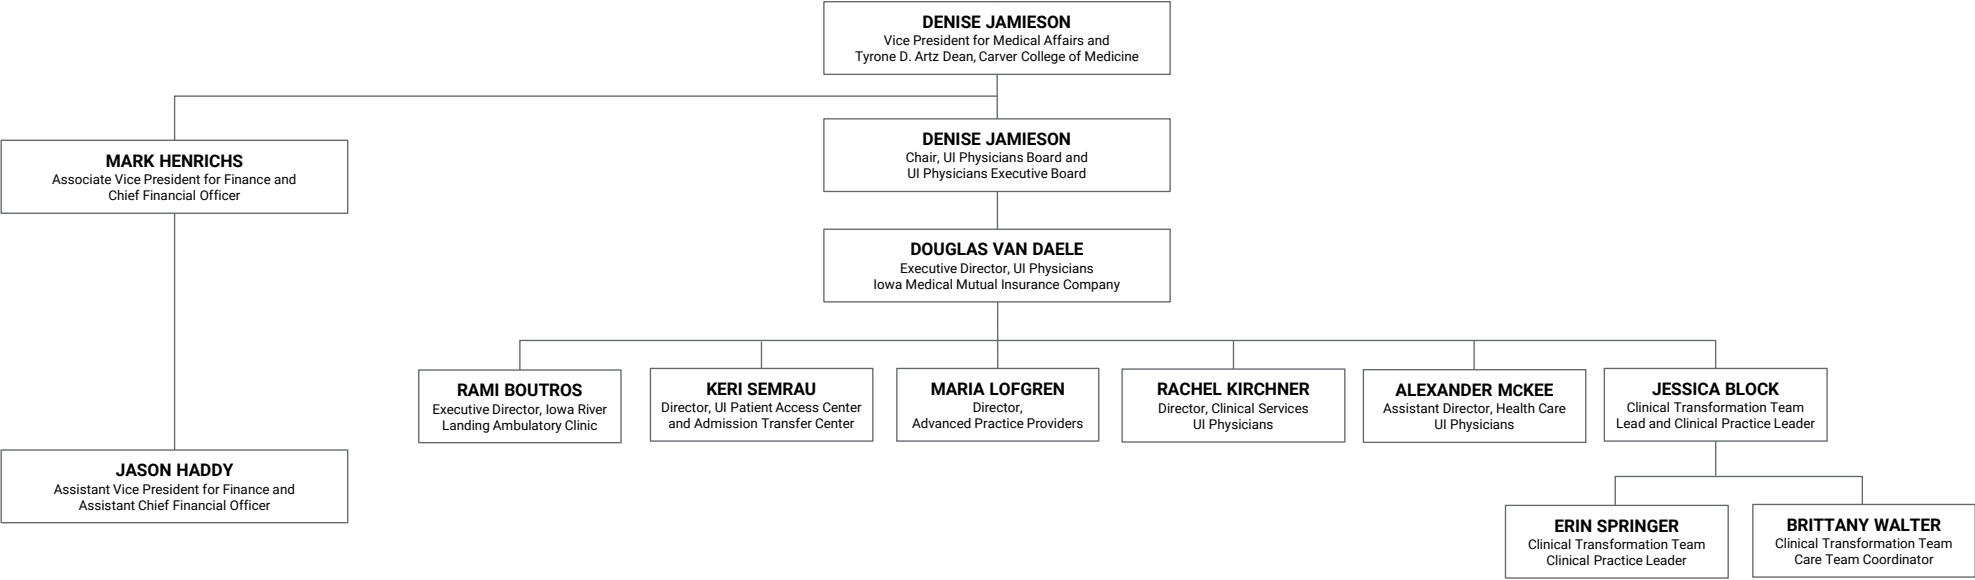 DENISE JAMIESON
Vice President for Medical Affairs and
Tyrone D. Artz Dean, Carver College of Medicine
MARK HENRICHS
Associate Vice President for Finance and
Chief Financial Officer
DENISE JAMIESON
Chair, UI Physicians Board and
UI Physicians Executive Board
DOUGLAS VAN DAELE
Executive Director, UI Physicians
Iowa Medical Mutual Insurance Company
RAMI BOUTROS
Executive Director, Iowa River
Landing Ambulatory Clinic
KERI SEMRAU
Director, UI Patient Access Center
and Admission Transfer Center
MARIA LOFGREN
Director,
Advanced Practice Providers
RACHEL KIRCHNER
Director, Clinical Services
UI Physicians
ALEXANDER McKEE
Assistant Director, Health Care
UI Physicians
JESSICA BLOCK
Clinical Transformation Team
Lead and Clinical Practice Leader
JASON HADDY
Assistant Vice President for Finance and
Assistant Chief Financial Officer
ERIN SPRINGER
Clinical Transformation Team
Clinical Practice Leader
BRITTANY WALTER
Clinical Transformation Team
Care Team Coordinator